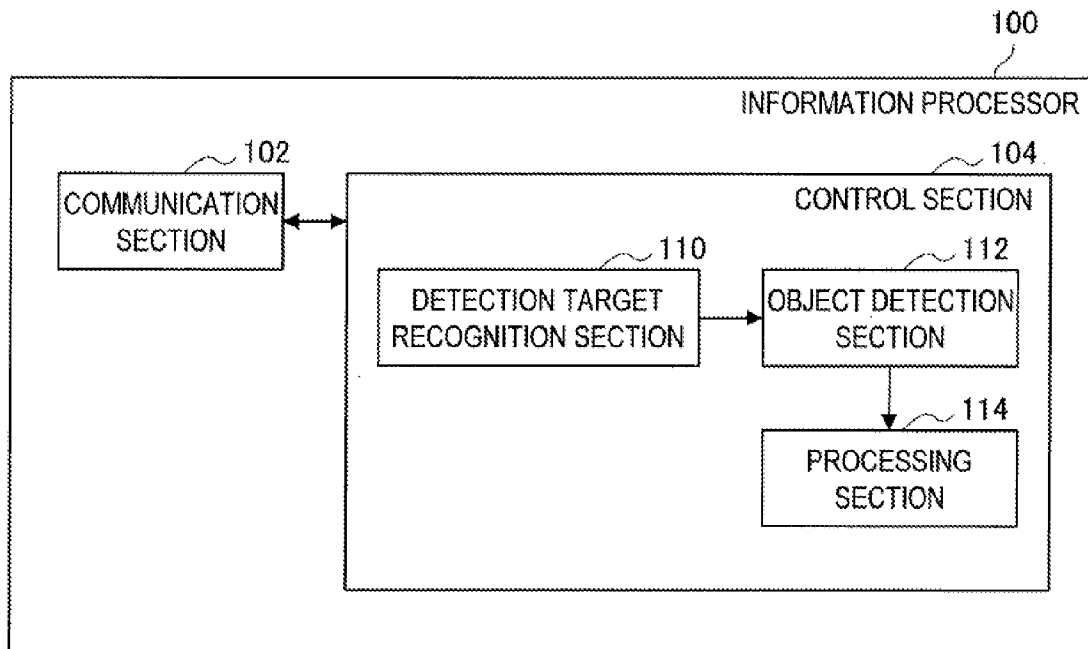 100
INFORMATION PROCESSOR
102
104
COMMUNICATION
SECTION
CONTROL SECTION
110
112
DETECTION TARGET
RECOGNITION SECTION
OBJECT DETECTION
SECTION
114
PROCESSING
SECTION